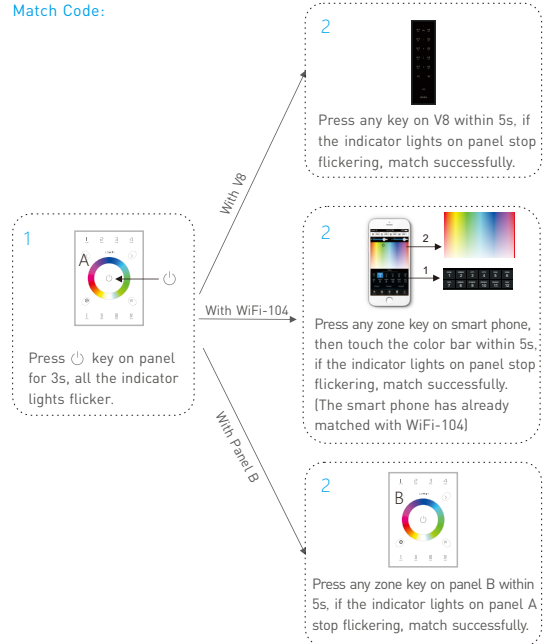 Match Code:
2
Press any key on V8 within 5s, if
the indicator lights on panel stop
flickering, match successfully.
With V8
1
A
Press key on panel
for 3s, all the indicator
lights flicker.
With WiFi-104
2
2
1
Press any zone key on smart phone,
then touch the color bar within 5s,
if the indicator lights on panel stop
flickering, match successfully.
(The smart phone has already
matched with WiFi-104)
With Panel B
2
B
Press any zone key on panel B within
5s, if the indicator lights on panel A
stop flickering, match successfully.